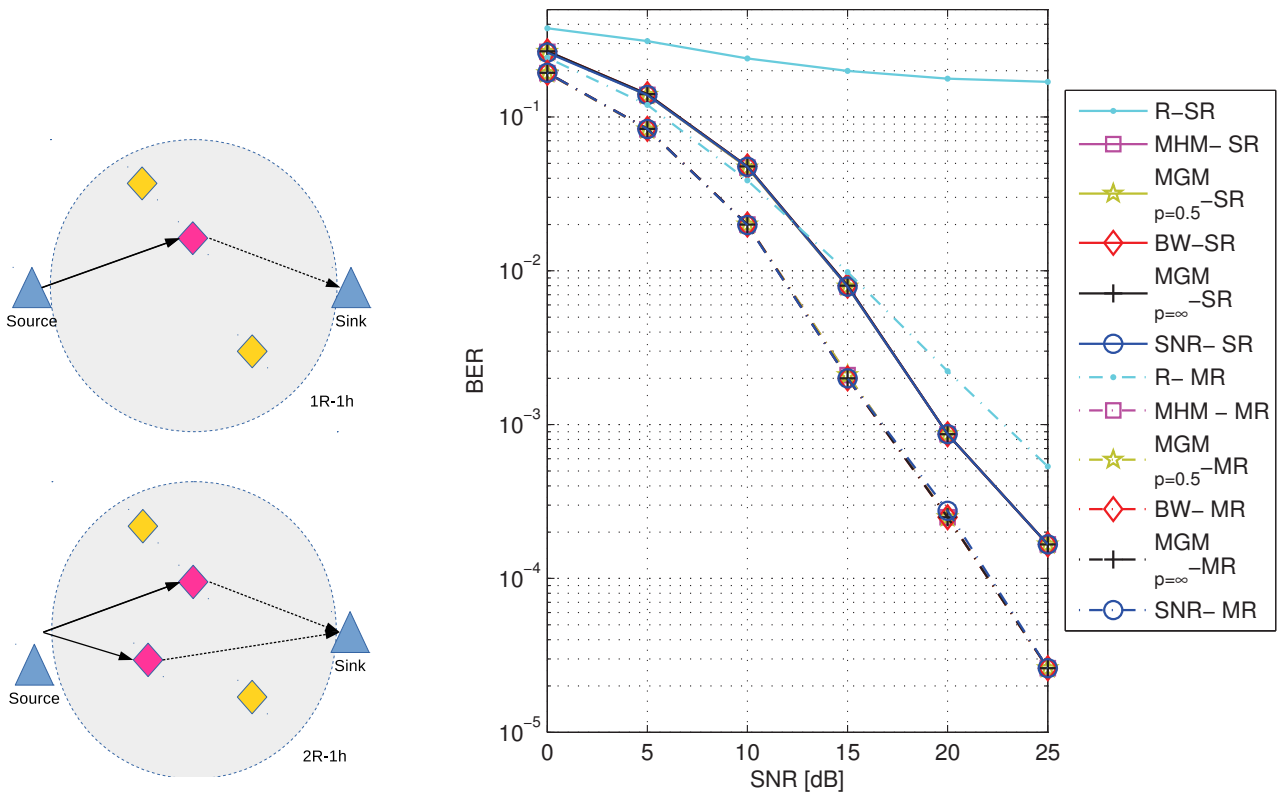 Source
Sink
1R-1h
Source
Sink
2R-1h
BER
10⁻¹
10⁻²
10⁻³
10⁻⁴
10⁻⁵
0
5
10
15
20
25
SNR [dB]
R−SR
MHM− SR
MGM p=0.5 −SR
BW−SR
MGM p=∞ −SR
SNR− SR
R− MR
MHM − MR
MGM p=0.5 −MR
BW− MR
MGM p=∞ −MR
SNR− MR